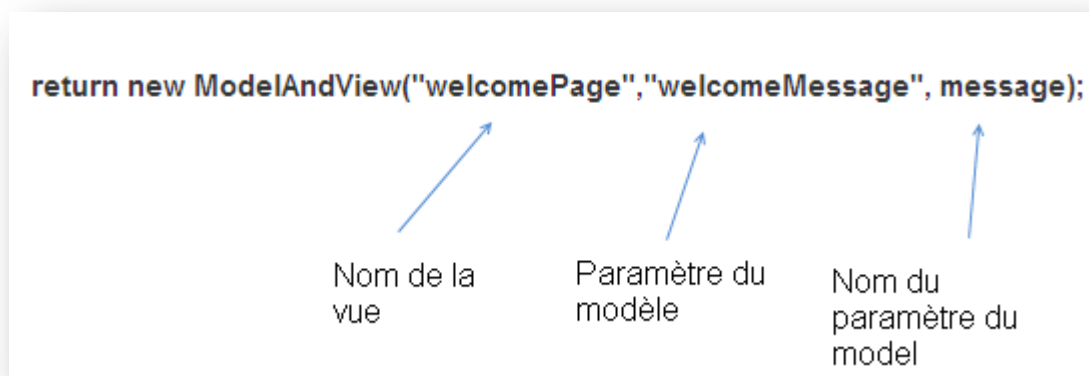 return new ModelAndView("welcomePage","welcomeMessage", message);
Nom de la
vue
Paramètre du
modèle
Nom du
paramètre du
model